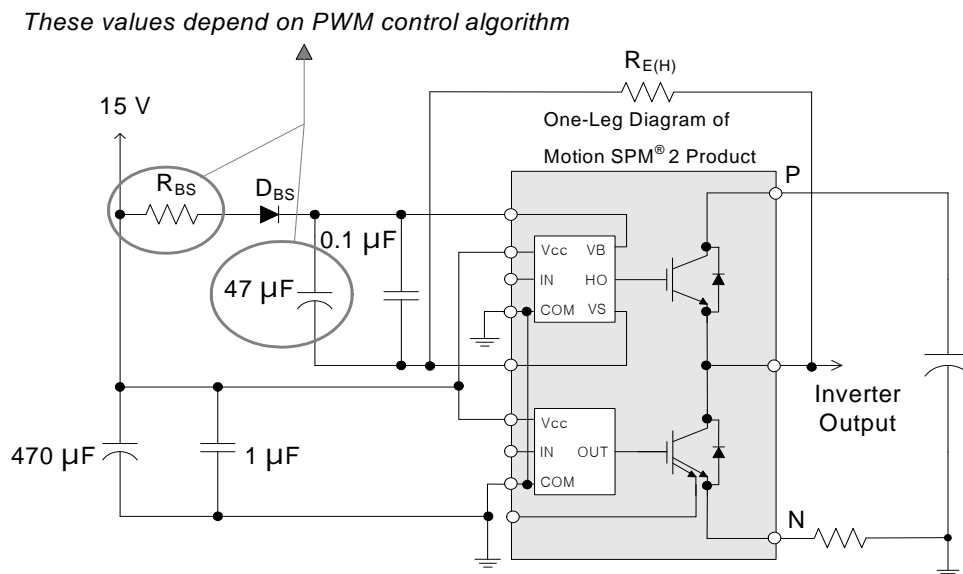 These values depend on PWM control algorithm
R_E(H)
15 V
One-Leg Diagram of
Motion SPM® 2 Product
P
R_BS
D_BS
0.1 µF
Vcc VB
47 µF
IN HO
COM VS
Inverter
Output
Vcc
470 µF
1 µF
IN OUT
COM
N